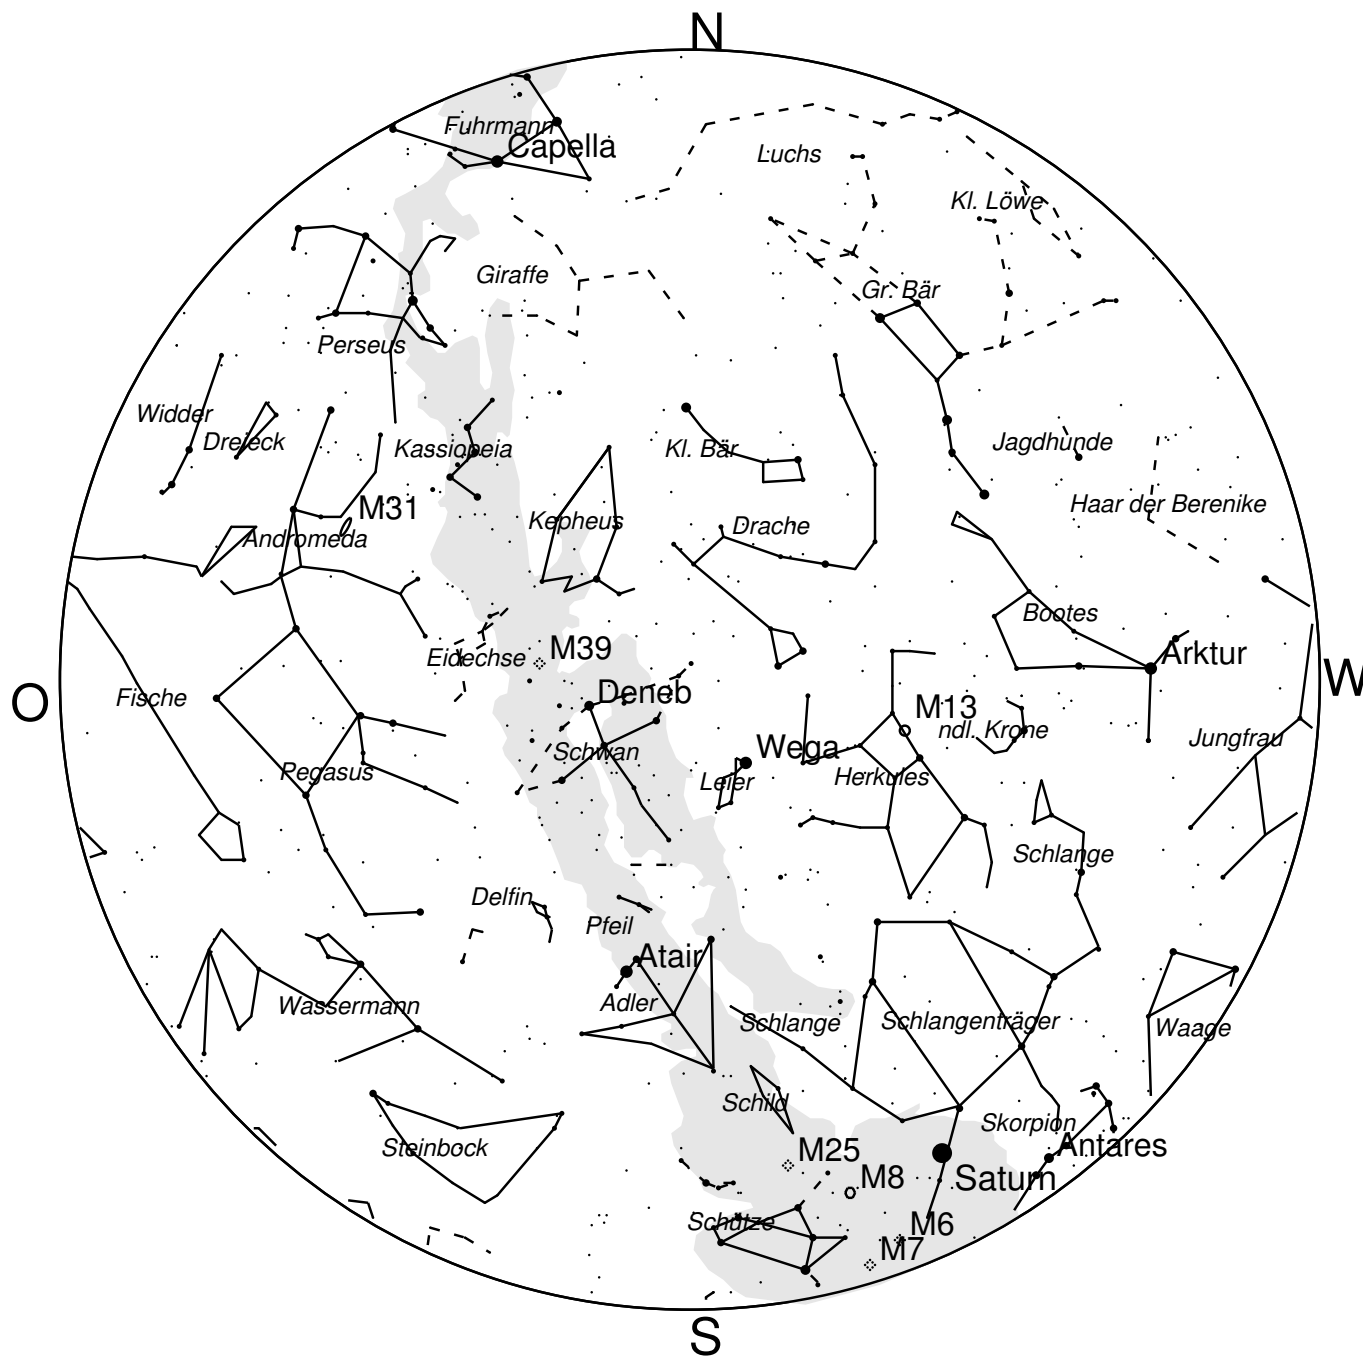 N
Fuhrmann
Capella
Luchs
Kl. Löwe
Giraffe
Gr. Bär
Perseus
Widder
Dreieck
Kassiopeia
Kl. Bär
Jagdhunde
M31
Haar der Berenike
Andromeda
Kepheus
Drache
Bootes
Eidechse
M39
Arktur
O
Fische
Deneb
M13
W
ndl. Krone
Schwan
Wega
Jungfrau
Pegasus
Leier
Herkules
Schlange
Delfin
Pfeil
Atair
Wassermann
Adler
Schlange
Schlangenträger
Waage
Schild
Skorpion
Steinbock
M25
Antares
M8
Saturn
Schütze
M6
M7
S